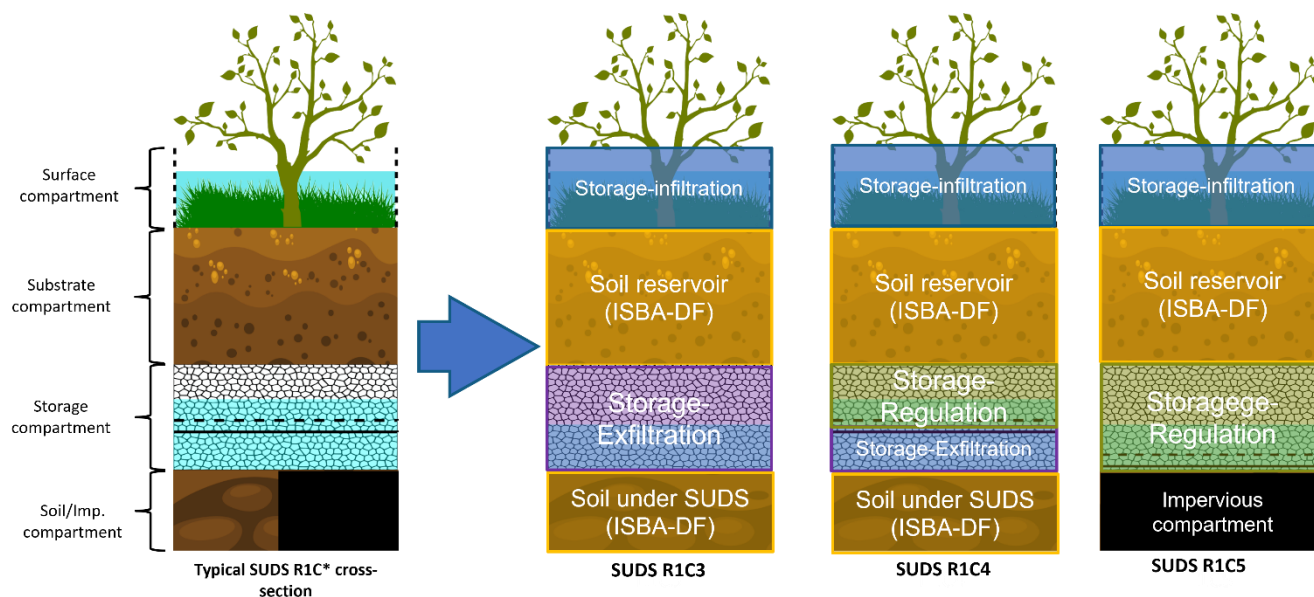 Surface
compartment
Substrate
compartment
Storage
compartment
Soil/Imp.
compartment
Typical SUDS R1C* cross-
section
Storage-infiltration
Soil reservoir
(ISBA-DF)
Storage-
Exfiltration
Soil under SUDS
(ISBA-DF)
SUDS R1C3
Storage-infiltration
Soil reservoir
(ISBA-DF)
Storage-
Regulation
Storage-Exfiltration
Soil under SUDS
(ISBA-DF)
SUDS R1C4
Storage-infiltration
Soil reservoir
(ISBA-DF)
Storagege-
Regulation
Impervious
compartment
SUDS R1C5